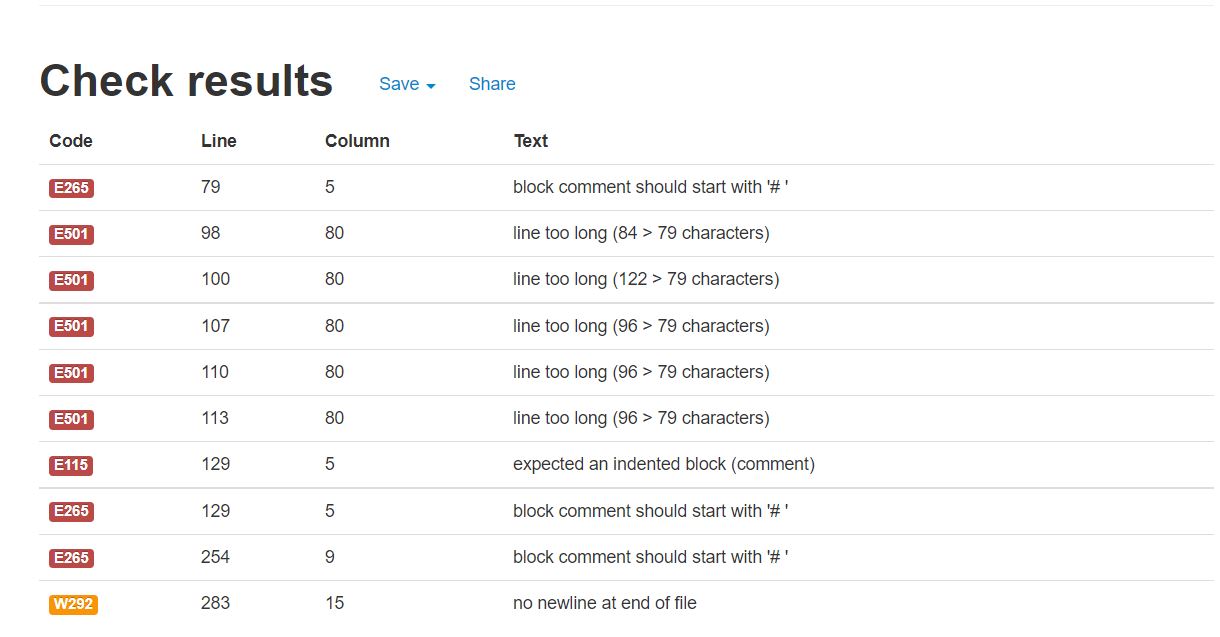 Check results Save Share
Code Line Column Text
E265 79 5 block comment should start with '# '
E501 98 80 line too long (84 > 79 characters)
E501 100 80 line too long (122 > 79 characters)
E501 107 80 line too long (96 > 79 characters)
E501 110 80 line too long (96 > 79 characters)
E501 113 80 line too long (96 > 79 characters)
E115 129 5 expected an indented block (comment)
E265 129 5 block comment should start with '# '
E265 254 9 block comment should start with '# '
W292 283 15 no newline at end of file